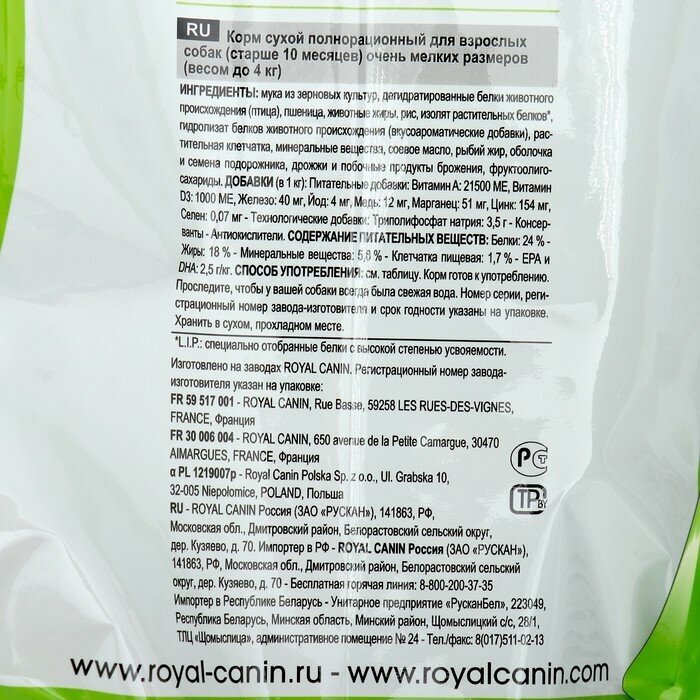 RU Корм сухой полнорационный для взрослых
собак (старше 10 месяцев) очень мелких размеров
(весом до 4 кг)
ИНГРЕДИЕНТЫ: мука из зерновых культур, дегидратированные белки животного
происхождения (птица), пшеница, животные жиры, рис, изолят растительных белков*,
гидролизат белков животного происхождения (вкусоароматические добавки), рас-
тительная клетчатка, минеральные вещества, соевое масло, рыбий жир, оболочка
и семена подорожника, дрожжи и побочные продукты брожения, фруктоолиго-
сахариды. ДОБАВКИ (в 1 кг): Питательные добавки: Витамин А: 21500 МЕ, Витамин
D3: 1000 МЕ, Железо: 40 мг, Йод: 4 мг, Медь: 12 мг, Марганец: 51 мг, Цинк: 154 мг,
Селен: 0,07 мг - Технологические добавки: Триполифосфат натрия: 3,5 г - Консер-
ванты - Антиокислители. СОДЕРЖАНИЕ ПИТАТЕЛЬНЫХ ВЕЩЕСТВ: Белки: 24 % -
Жиры: 18 % - Минеральные вещества: 5,8 % - Клетчатка пищевая: 1,7 % - EPA и
DHA: 2,5 г/кг. СПОСОБ УПОТРЕБЛЕНИЯ: см. таблицу. Корм готов к употреблению.
Проследите, чтобы у вашей собаки всегда была свежая вода. Номер серии, реги-
страционный номер завода-изготовителя и срок годности указаны на упаковке.
Хранить в сухом, прохладном месте.
*L.I.P.: специально отобранные белки с высокой степенью усвояемости.
Изготовлено на заводах ROYAL CANIN. Регистрационный номер завода-
изготовителя указан на упаковке:
FR 59 517 001 - ROYAL CANIN, Rue Basse, 59258 LES RUES-DES-VIGNES,
FRANCE, Франция
FR 30 006 004 - ROYAL CANIN, 650 avenue de la Petite Camargue, 30470
AIMARGUES, FRANCE, Франция
α PL 1219007p - Royal Canin Polska Sp. z o.o., Ul. Grabska 10,
32-005 Niepołomice, POLAND, Польша
RU - ROYAL CANIN Россия (ЗАО «РУСКАН»), 141863, РФ,
Московская обл., Дмитровский район, Белорастовский сельский округ,
дер. Кузяево, д. 70. Импортер в РФ - ROYAL CANIN Россия (ЗАО «РУСКАН»),
141863, РФ, Московская обл., Дмитровский район, Белорастовский сельский
округ, дер. Кузяево, д. 70 - Бесплатная горячая линия: 8-800-200-37-35
Импортер в Республике Беларусь - Унитарное предприятие «РусканБел», 223049,
Республика Беларусь, Минская область, Минский район, Щомыслицкий с/с, 28/1,
ТЛЦ «Щомыслица», административное помещение № 24 - Тел./факс: 8(017)511-02-13
РСТ
TP BY
www.royal-canin.ru - www.royalcanin.com